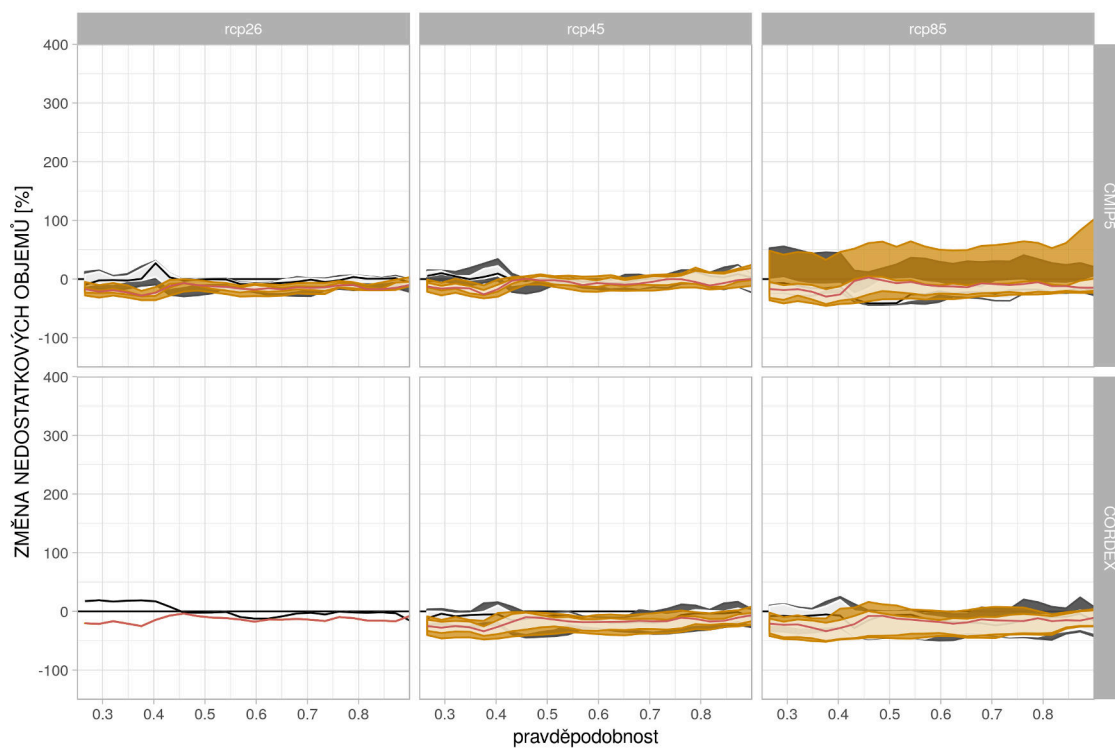 rcp26
rcp45
rcp85
400
300
200
100
0
-100
CMIP5
400
300
200
100
0
-100
CORDEX
ZMĚNA NEDOSTATKOVÝCH OBJEMŮ [%]
0.3 0.4 0.5 0.6 0.7 0.8
0.3 0.4 0.5 0.6 0.7 0.8
0.3 0.4 0.5 0.6 0.7 0.8
pravděpodobnost